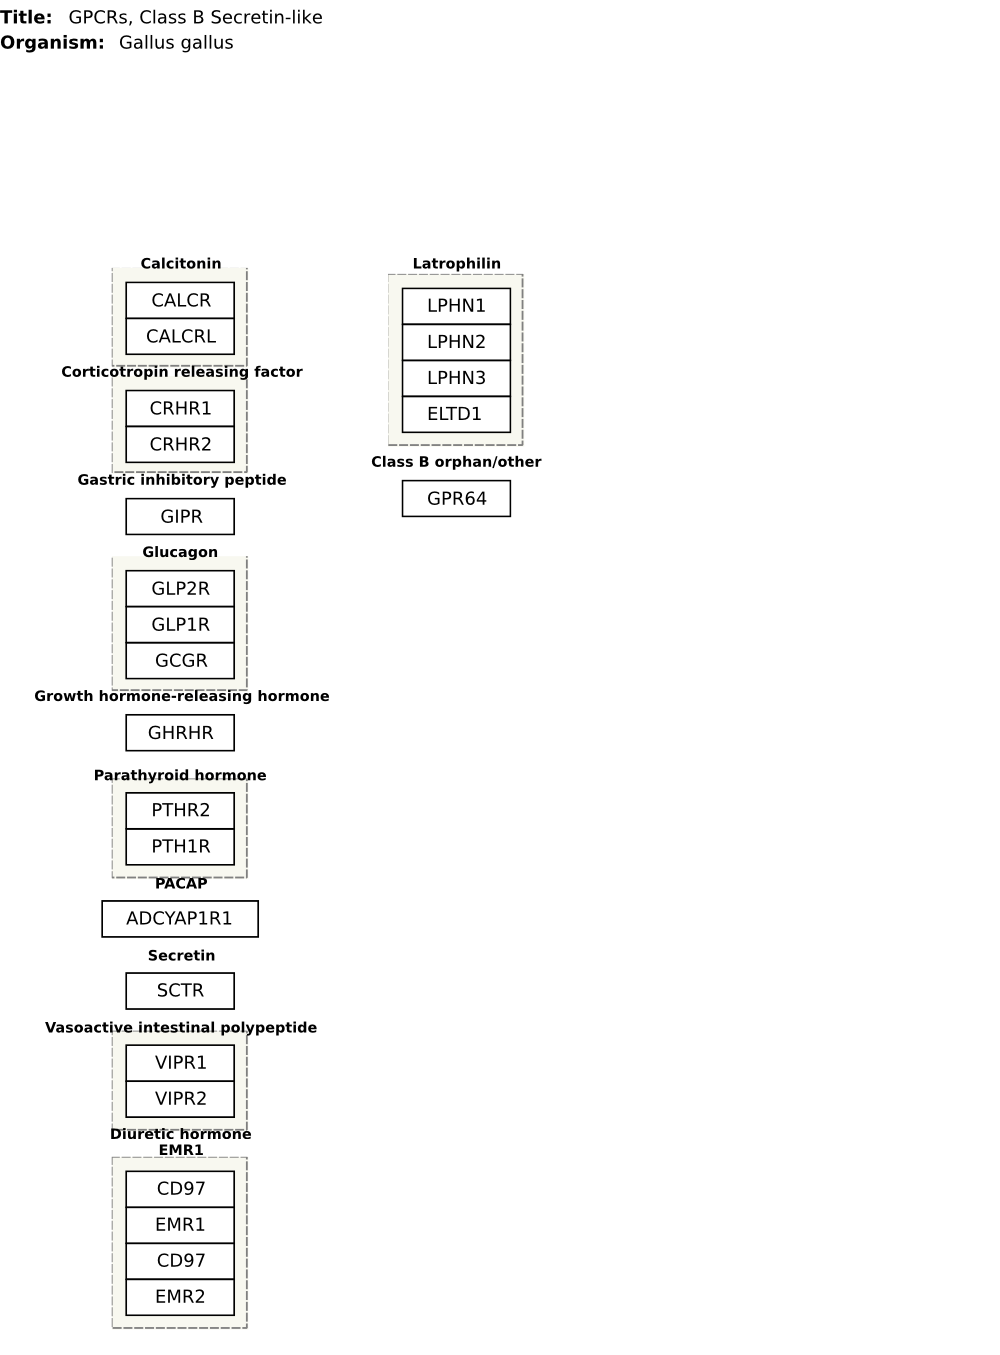 Title: GPCRs, Class B Secretin-like
Organism: Gallus gallus
Calcitonin
CALCR
CALCRL
Corticotropin releasing factor
CRHR1
CRHR2
Gastric inhibitory peptide
GIPR
Glucagon
GLP2R
GLP1R
GCGR
Growth hormone-releasing hormone
GHRHR
Parathyroid hormone
PTHR2
PTH1R
PACAP
ADCYAP1R1
Secretin
SCTR
Vasoactive intestinal polypeptide
VIPR1
VIPR2
Diuretic hormone
EMR1
CD97
EMR1
CD97
EMR2
Latrophilin
LPHN1
LPHN2
LPHN3
ELTD1
Class B orphan/other
GPR64